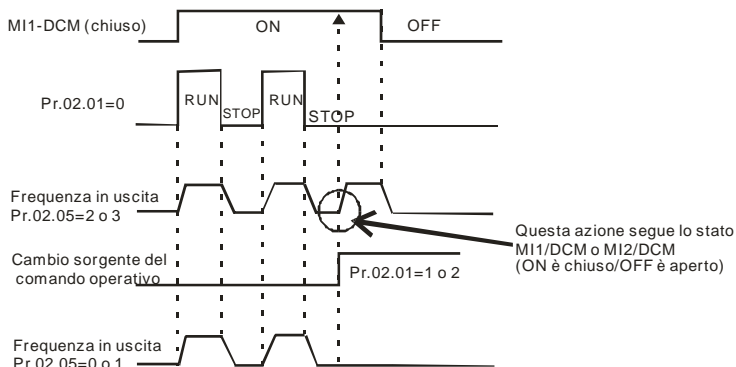 MI1-DCM (chiuso)
ON
OFF
Pr.02.01=0
RUN
STOP
RUN
STOP
Frequenza in uscita
Pr.02.05=2 o 3
Questa azione segue lo stato
MI1/DCM o MI2/DCM
(ON è chiuso/OFF è aperto)
Cambio sorgente del
comando operativo
Pr.02.01=1 o 2
Frequenza in uscita
Pr.02.05=0 o 1